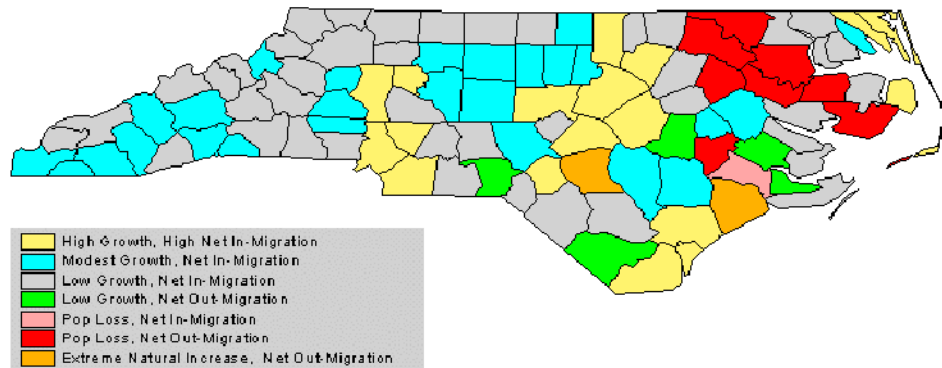 High Growth, High Net In-Migration
Modest Growth, Net In-Migration
Low Growth, Net In-Migration
Low Growth, Net Out-Migration
Pop Loss, Net In-Migration
Pop Loss, Net Out-Migration
Extreme Natural Increase, Net Out-Migration